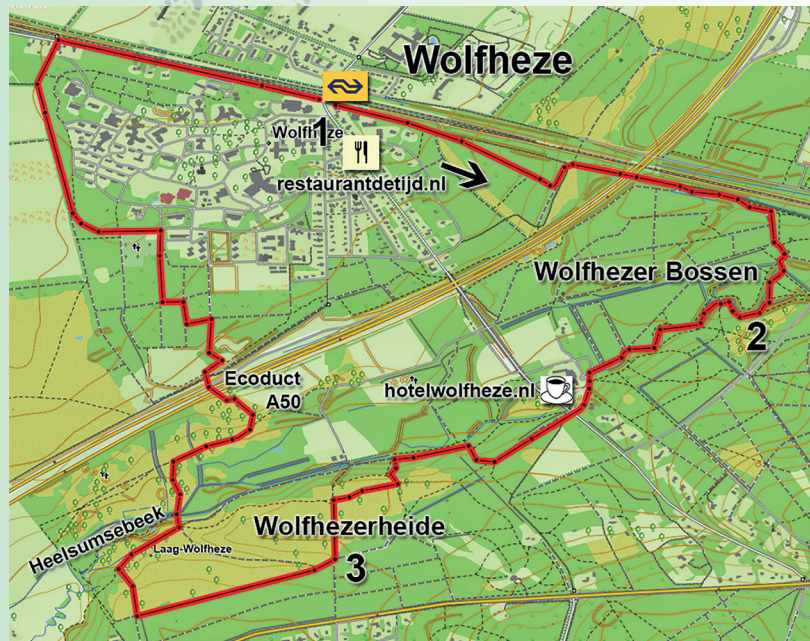 Wolfheze
Wolfheze
1
restaurantdetijd.nl
Wolfhezer Bossen
2
Ecoduct
A50
hotelwolfheze.nl
Heelsumsebeek
Wolfhezerheide
Laag-Wolfheze
3